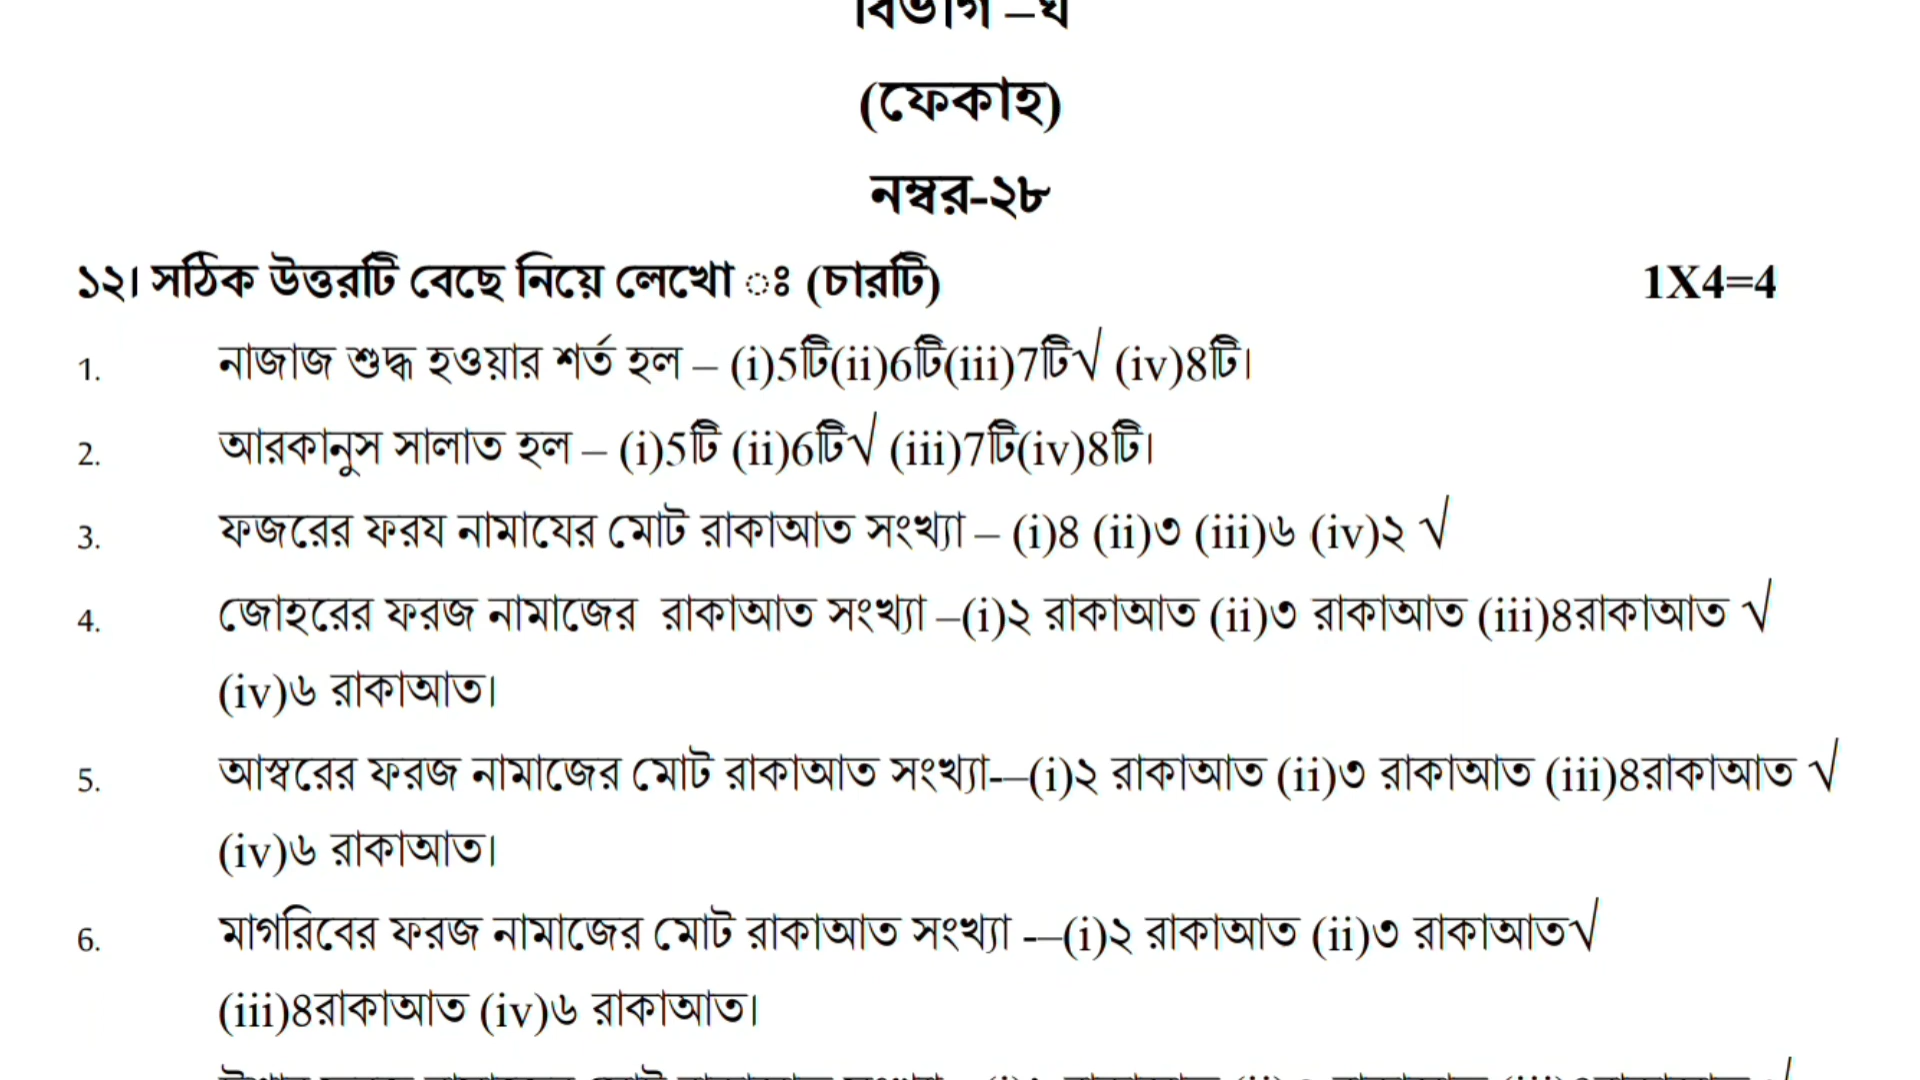 বিভাগ –ঘ
(ফেকাহ)
নম্বর-২৮
১২। সঠিক উত্তরটি বেছে নিয়ে লেখো ঃ (চারটি) 1X4=4
1. নাজাজ শুদ্ধ হওয়ার শর্ত হল – (i)5টি(ii)6টি(iii)7টি√ (iv)8টি।
2. আরকানুস সালাত হল – (i)5টি (ii)6টি√ (iii)7টি(iv)8টি।
3. ফজরের ফরয নামাযের মোট রাকাআত সংখ্যা – (i)৪ (ii)৩ (iii)৬ (iv)২ √
4. জোহরের ফরজ নামাজের রাকাআত সংখ্যা –(i)২ রাকাআত (ii)৩ রাকাআত (iii)৪রাকাআত √
(iv)৬ রাকাআত।
5. আস্বরের ফরজ নামাজের মোট রাকাআত সংখ্যা-–(i)২ রাকাআত (ii)৩ রাকাআত (iii)৪রাকাআত √
(iv)৬ রাকাআত।
6. মাগরিবের ফরজ নামাজের মোট রাকাআত সংখ্যা -–(i)২ রাকাআত (ii)৩ রাকাআত√
(iii)৪রাকাআত (iv)৬ রাকাআত।